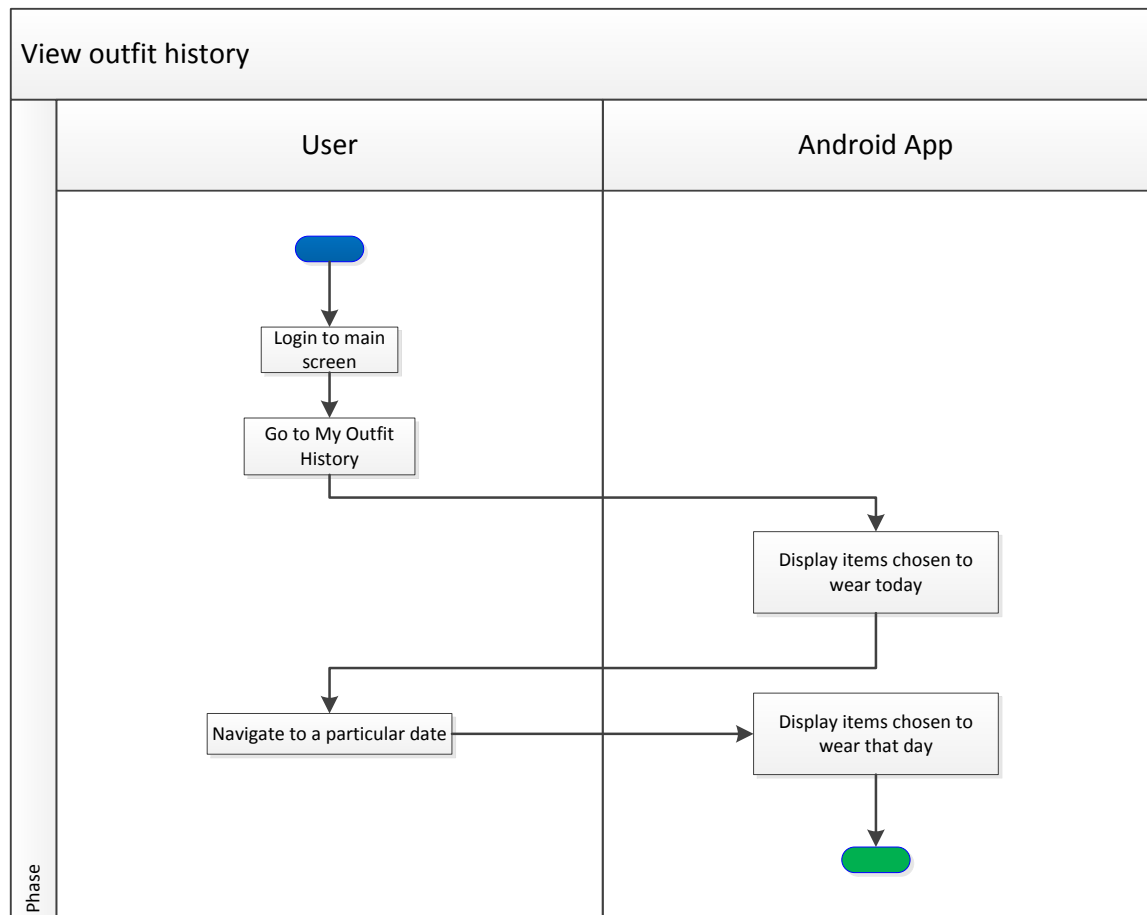 View outfit history
User
Android App
Login to main
screen
Go to My Outfit
History
Display items chosen to
wear today
Navigate to a particular date
Display items chosen to
wear that day
Phase